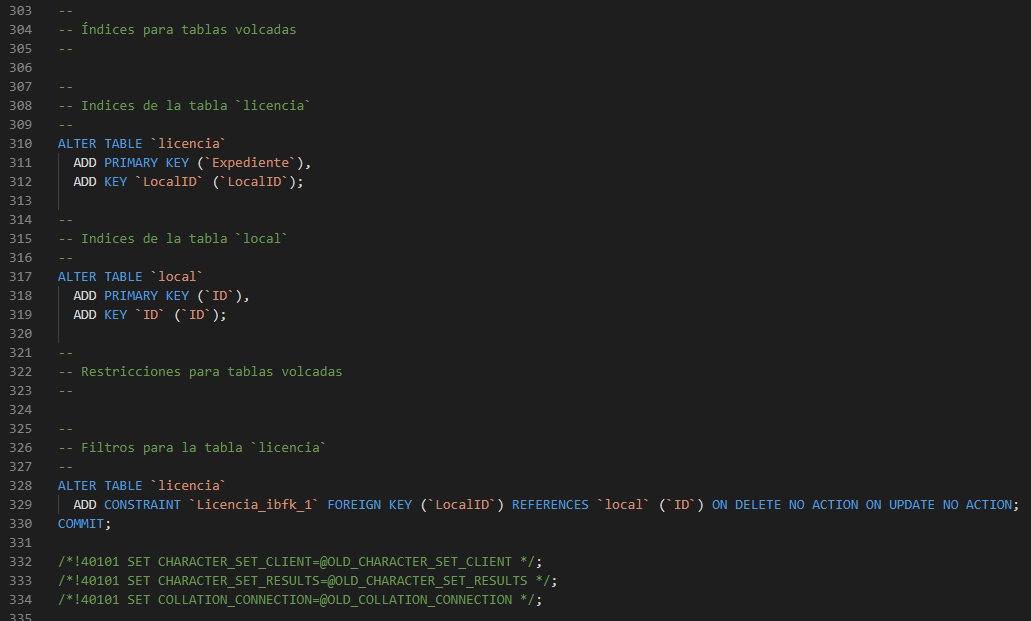 303 --
304 -- Índices para tablas volcadas
305 --
306
307 --
308 -- Indices de la tabla `licencia`
309 --
310 ALTER TABLE `licencia`
311   ADD PRIMARY KEY (`Expediente`),
312   ADD KEY `LocalID` (`LocalID`);
313
314 --
315 -- Indices de la tabla `local`
316 --
317 ALTER TABLE `local`
318   ADD PRIMARY KEY (`ID`),
319   ADD KEY `ID` (`ID`);
320
321 --
322 -- Restricciones para tablas volcadas
323 --
324
325 --
326 -- Filtros para la tabla `licencia`
327 --
328 ALTER TABLE `licencia`
329   ADD CONSTRAINT `Licencia_ibfk_1` FOREIGN KEY (`LocalID`) REFERENCES `local` (`ID`) ON DELETE NO ACTION ON UPDATE NO ACTION;
330 COMMIT;
331
332 /*!40101 SET CHARACTER_SET_CLIENT=@OLD_CHARACTER_SET_CLIENT */;
333 /*!40101 SET CHARACTER_SET_RESULTS=@OLD_CHARACTER_SET_RESULTS */;
334 /*!40101 SET COLLATION_CONNECTION=@OLD_COLLATION_CONNECTION */;
335